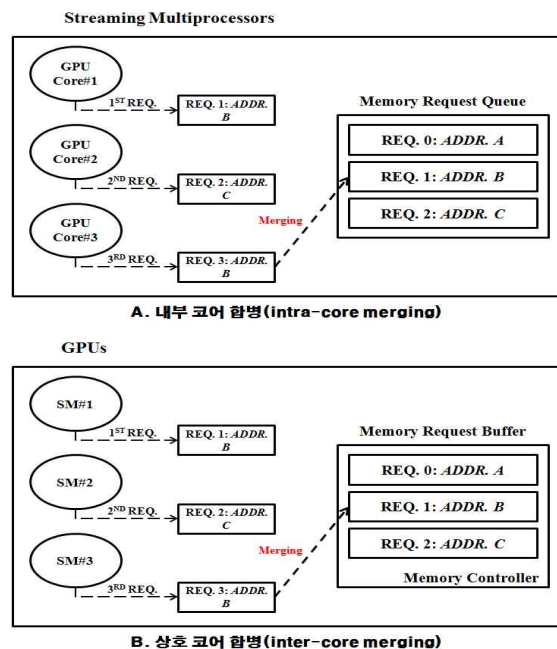 Streaming Multiprocessors
GPU
Core#1
1ST REQ.
REQ. 1: ADDR.
B
GPU
Core#2
2ND REQ.
REQ. 2: ADDR.
C
GPU
Core#3
3RD REQ.
REQ. 3: ADDR.
B
Merging
Memory Request Queue
REQ. 0: ADDR. A
REQ. 1: ADDR. B
REQ. 2: ADDR. C
A. 내부 코어 합병(intra-core merging)
GPUs
SM#1
1ST REQ.
REQ. 1: ADDR.
B
SM#2
2ND REQ.
REQ. 2: ADDR.
C
SM#3
3RD REQ.
REQ. 3: ADDR.
B
Merging
Memory Request Buffer
REQ. 0: ADDR. A
REQ. 1: ADDR. B
REQ. 2: ADDR. C
Memory Controller
B. 상호 코어 합병(inter-core merging)